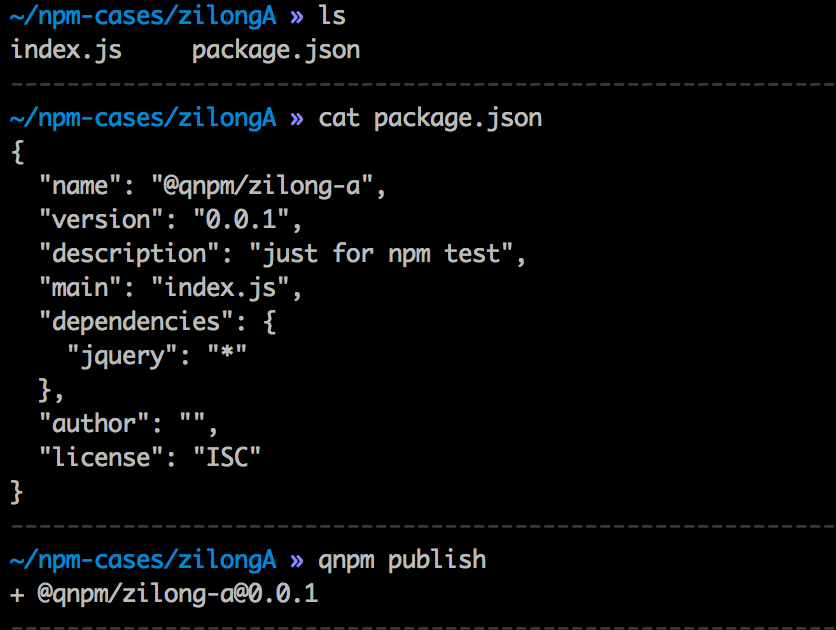 ~/npm-cases/zilongA » ls
index.js     package.json
~/npm-cases/zilongA » cat package.json
{
  "name": "@qnpm/zilong-a",
  "version": "0.0.1",
  "description": "just for npm test",
  "main": "index.js",
  "dependencies": {
    "jquery": "*"
  },
  "author": "",
  "license": "ISC"
}
~/npm-cases/zilongA » qnpm publish
+ @qnpm/zilong-a@0.0.1